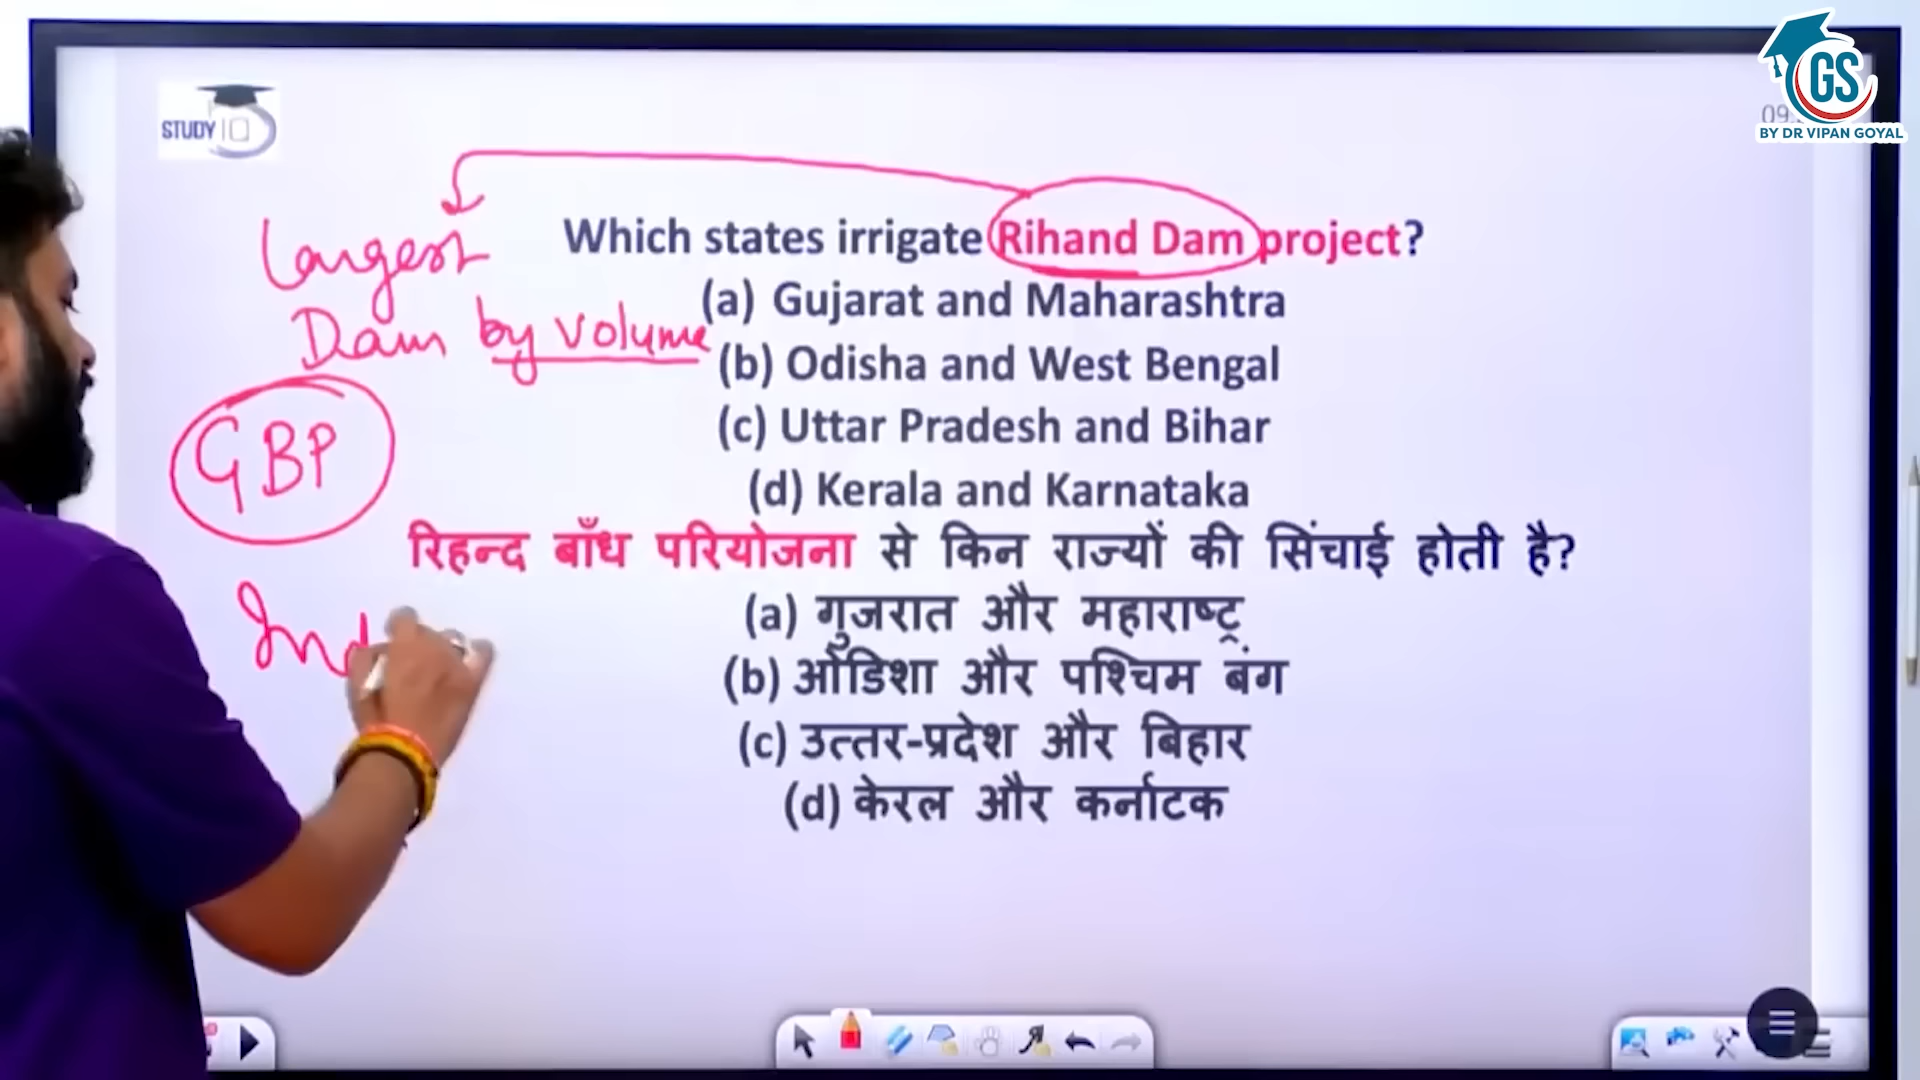 STUDY IQ
GS
BY DR VIPAN GOYAL
09
Which states irrigate Rihand Dam project?
(a) Gujarat and Maharashtra
(b) Odisha and West Bengal
(c) Uttar Pradesh and Bihar
(d) Kerala and Karnataka
Largest
Dam by volume
GBP
Ind
रिहन्द बाँध परियोजना से किन राज्यों की सिंचाई होती है?
(a) गुजरात और महाराष्ट्र
(b) ओडिशा और पश्चिम बंग
(c) उत्तर-प्रदेश और बिहार
(d) केरल और कर्नाटक